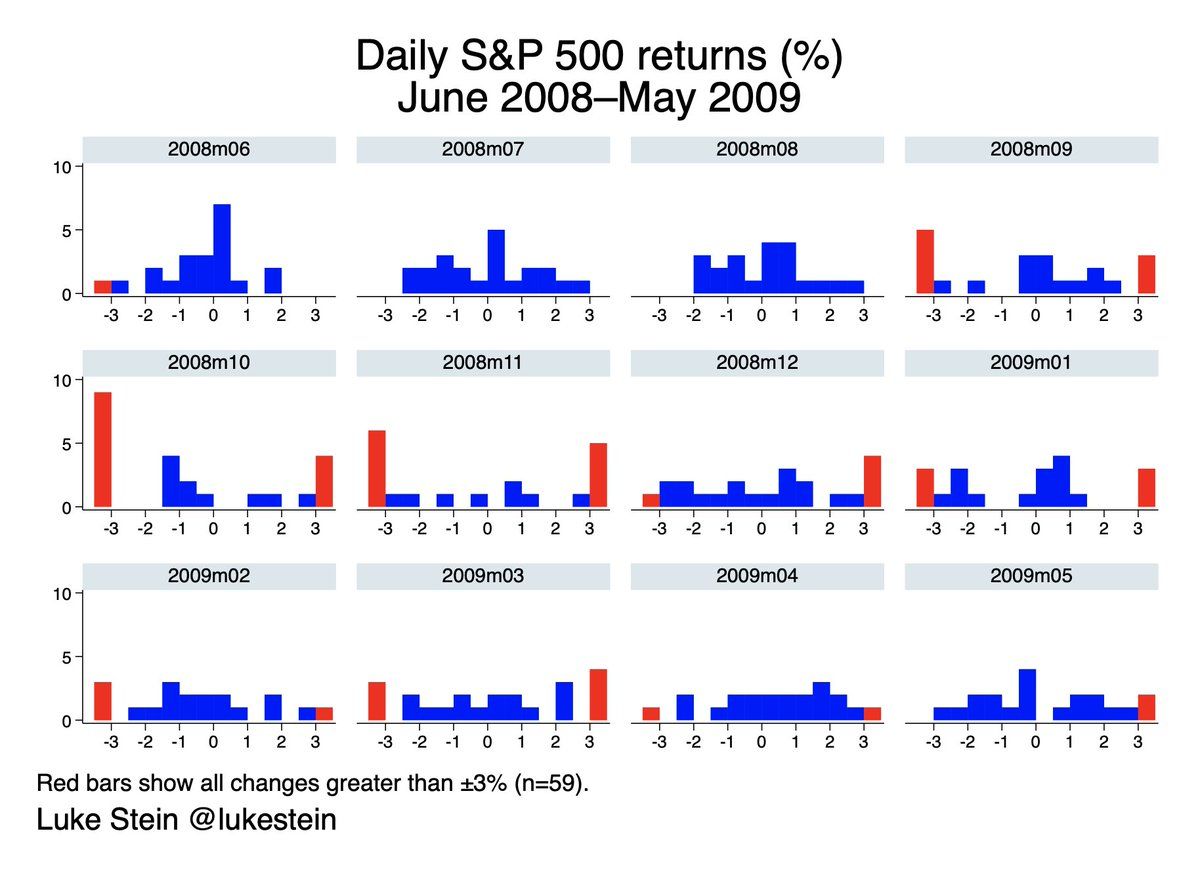 Daily S&P 500 returns (%)
June 2008–May 2009
2008m06 2008m07 2008m08 2008m09
10
5
0
-3 -2 -1 0 1 2 3 -3 -2 -1 0 1 2 3 -3 -2 -1 0 1 2 3 -3 -2 -1 0 1 2 3
2008m10 2008m11 2008m12 2009m01
10
5
0
-3 -2 -1 0 1 2 3 -3 -2 -1 0 1 2 3 -3 -2 -1 0 1 2 3 -3 -2 -1 0 1 2 3
2009m02 2009m03 2009m04 2009m05
10
5
0
-3 -2 -1 0 1 2 3 -3 -2 -1 0 1 2 3 -3 -2 -1 0 1 2 3 -3 -2 -1 0 1 2 3
Red bars show all changes greater than ±3% (n=59).
Luke Stein @lukestein